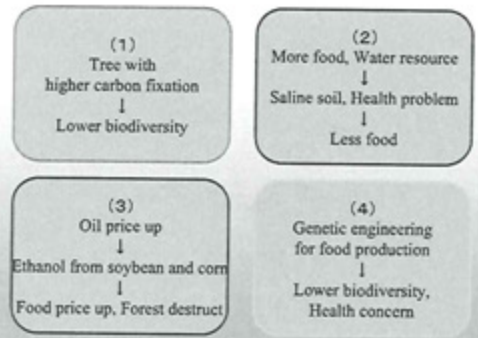 (1)
Tree with
higher carbon fixation
↓
Lower biodiversity
(2)
More food, Water resource
↓
Saline soil, Health problem
↓
Less food
(3)
Oil price up
↓
Ethanol from soybean and corn
↓
Food price up, Forest destruct
(4)
Genetic engineering
for food production
↓
Lower biodiversity,
Health concern